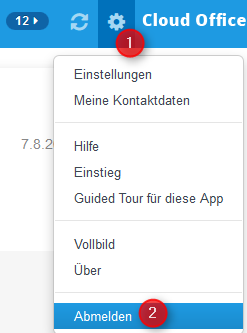 12
Cloud Office
1
Einstellungen
Meine Kontaktdaten
7.8.2
Hilfe
Einstieg
Guided Tour für diese App
Vollbild
Über
Abmelden 2